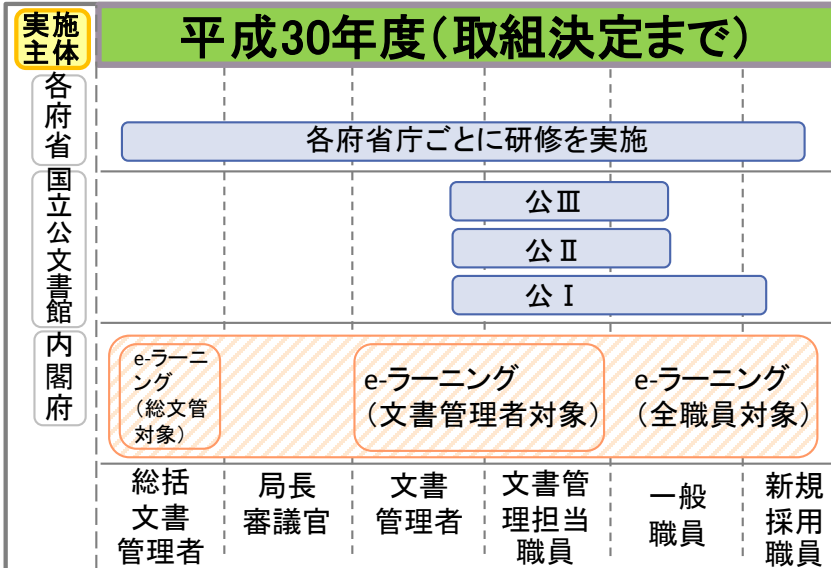 実施
主体
平成30年度（取組決定まで）
各府省
各府省庁ごとに研修を実施
国立公文書館
公Ⅲ
公Ⅱ
公Ⅰ
内閣府
e-ラーニ
ング
（総文管
対象）
e-ラーニング
（文書管理者対象）
e-ラーニング
（全職員対象）
総括
文書
管理者
局長
審議官
文書
管理者
文書管
理担当
職員
一般
職員
新規
採用
職員